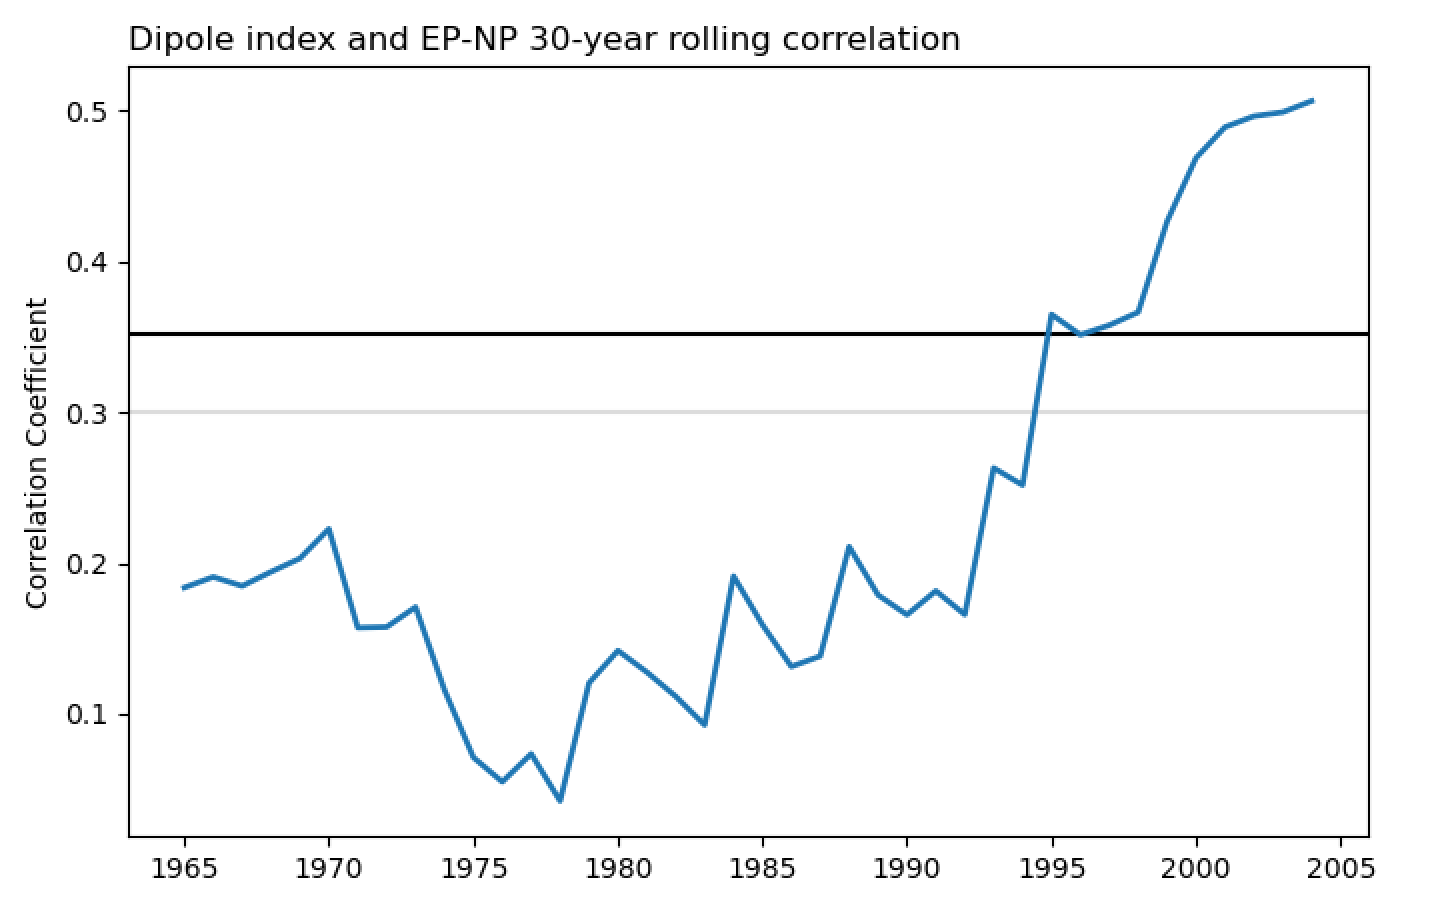 Dipole index and EP-NP 30-year rolling correlation
Correlation Coefficient
0.5
0.4
0.3
0.2
0.1
1965 1970 1975 1980 1985 1990 1995 2000 2005